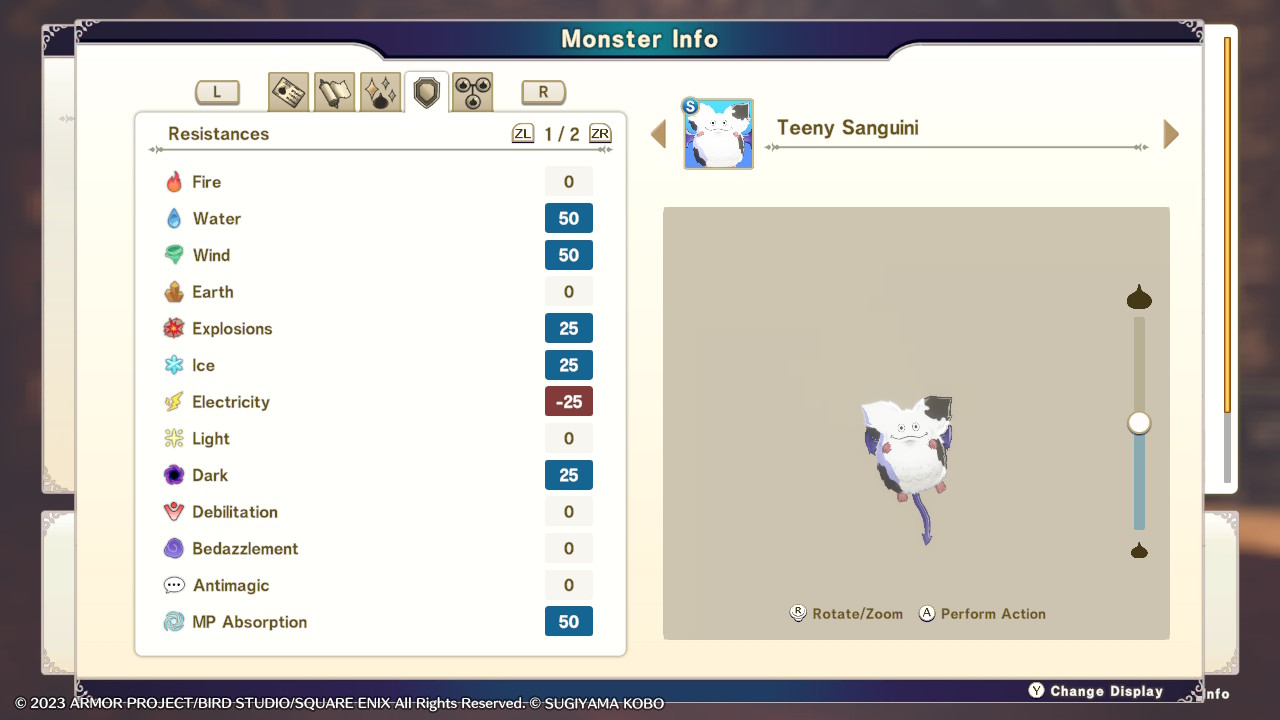 Monster Info
L
R
Resistances
ZL 1 / 2 ZR
Fire 0
Water 50
Wind 50
Earth 0
Explosions 25
Ice 25
Electricity -25
Light 0
Dark 25
Debilitation 0
Bedazzlement 0
Antimagic 0
MP Absorption 50
S
Teeny Sanguini
R Rotate/Zoom A Perform Action
Y Change Display
nfo
© 2023 ARMOR PROJECT/BIRD STUDIO/SQUARE ENIX All Rights Reserved. © SUGIYAMA KOBO